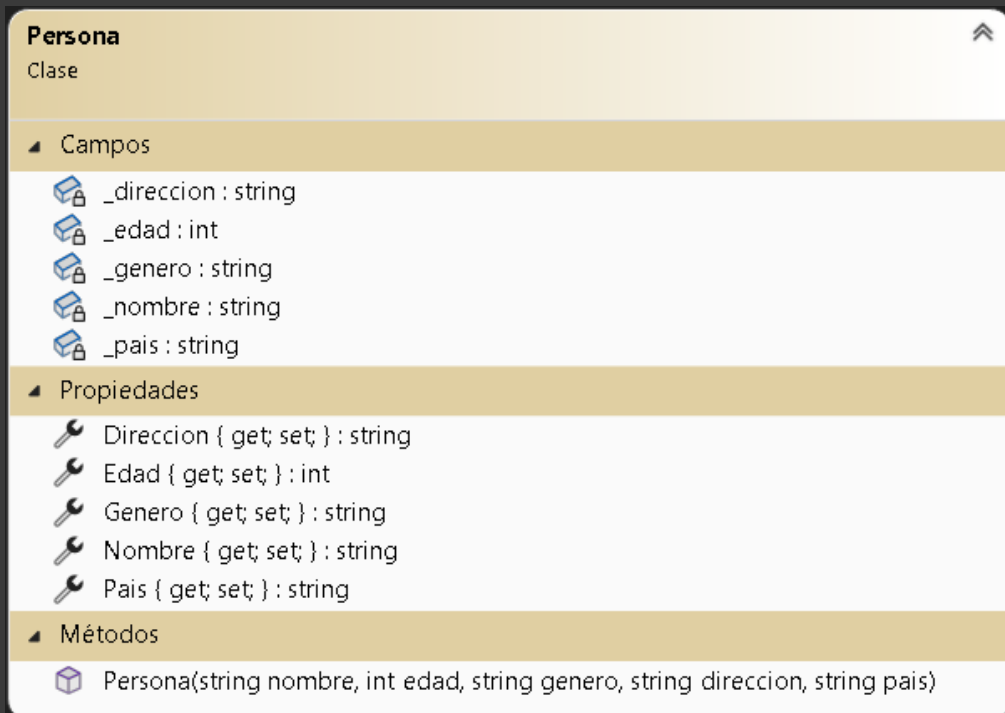 Persona
Clase
Campos
_direccion : string
_edad : int
_genero : string
_nombre : string
_pais : string
Propiedades
Direccion { get; set; } : string
Edad { get; set; } : int
Genero { get; set; } : string
Nombre { get; set; } : string
Pais { get; set; } : string
Métodos
Persona(string nombre, int edad, string genero, string direccion, string pais)